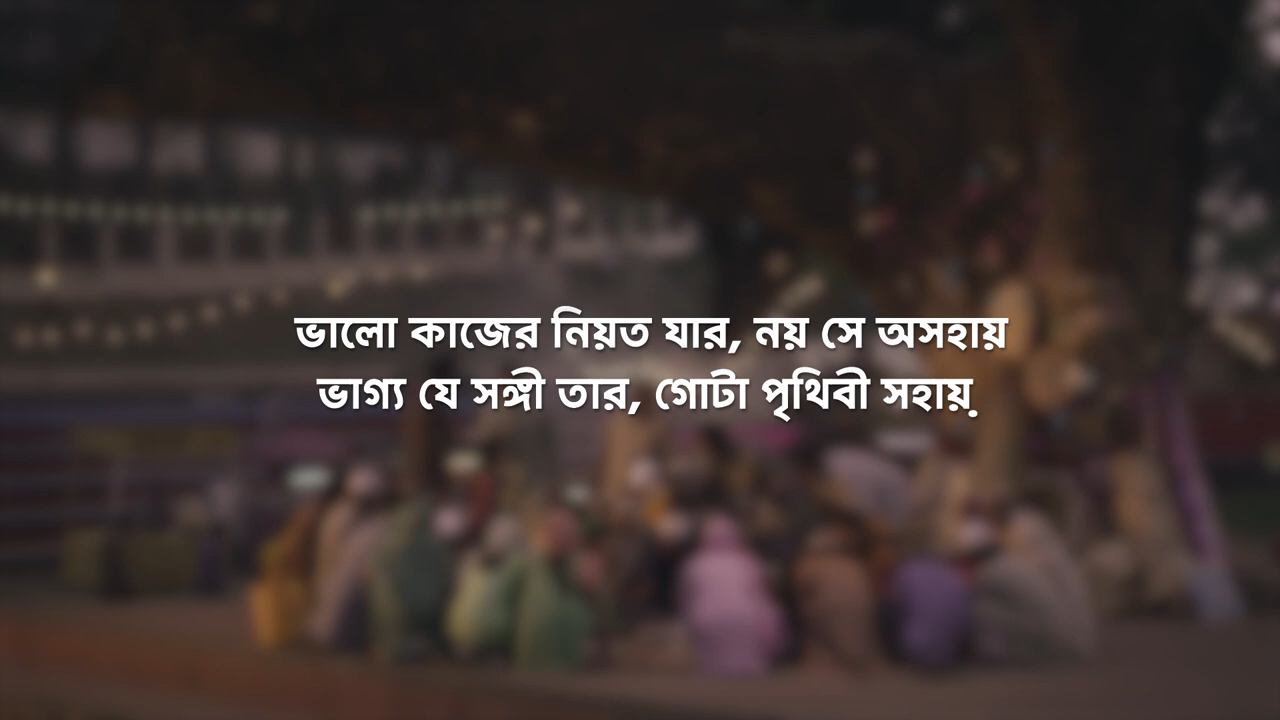 ভালো কাজের নিয়ত যার, নয় সে অসহায়
ভাগ্য যে সঙ্গী তার, গোটা পৃথিবী সহায়.